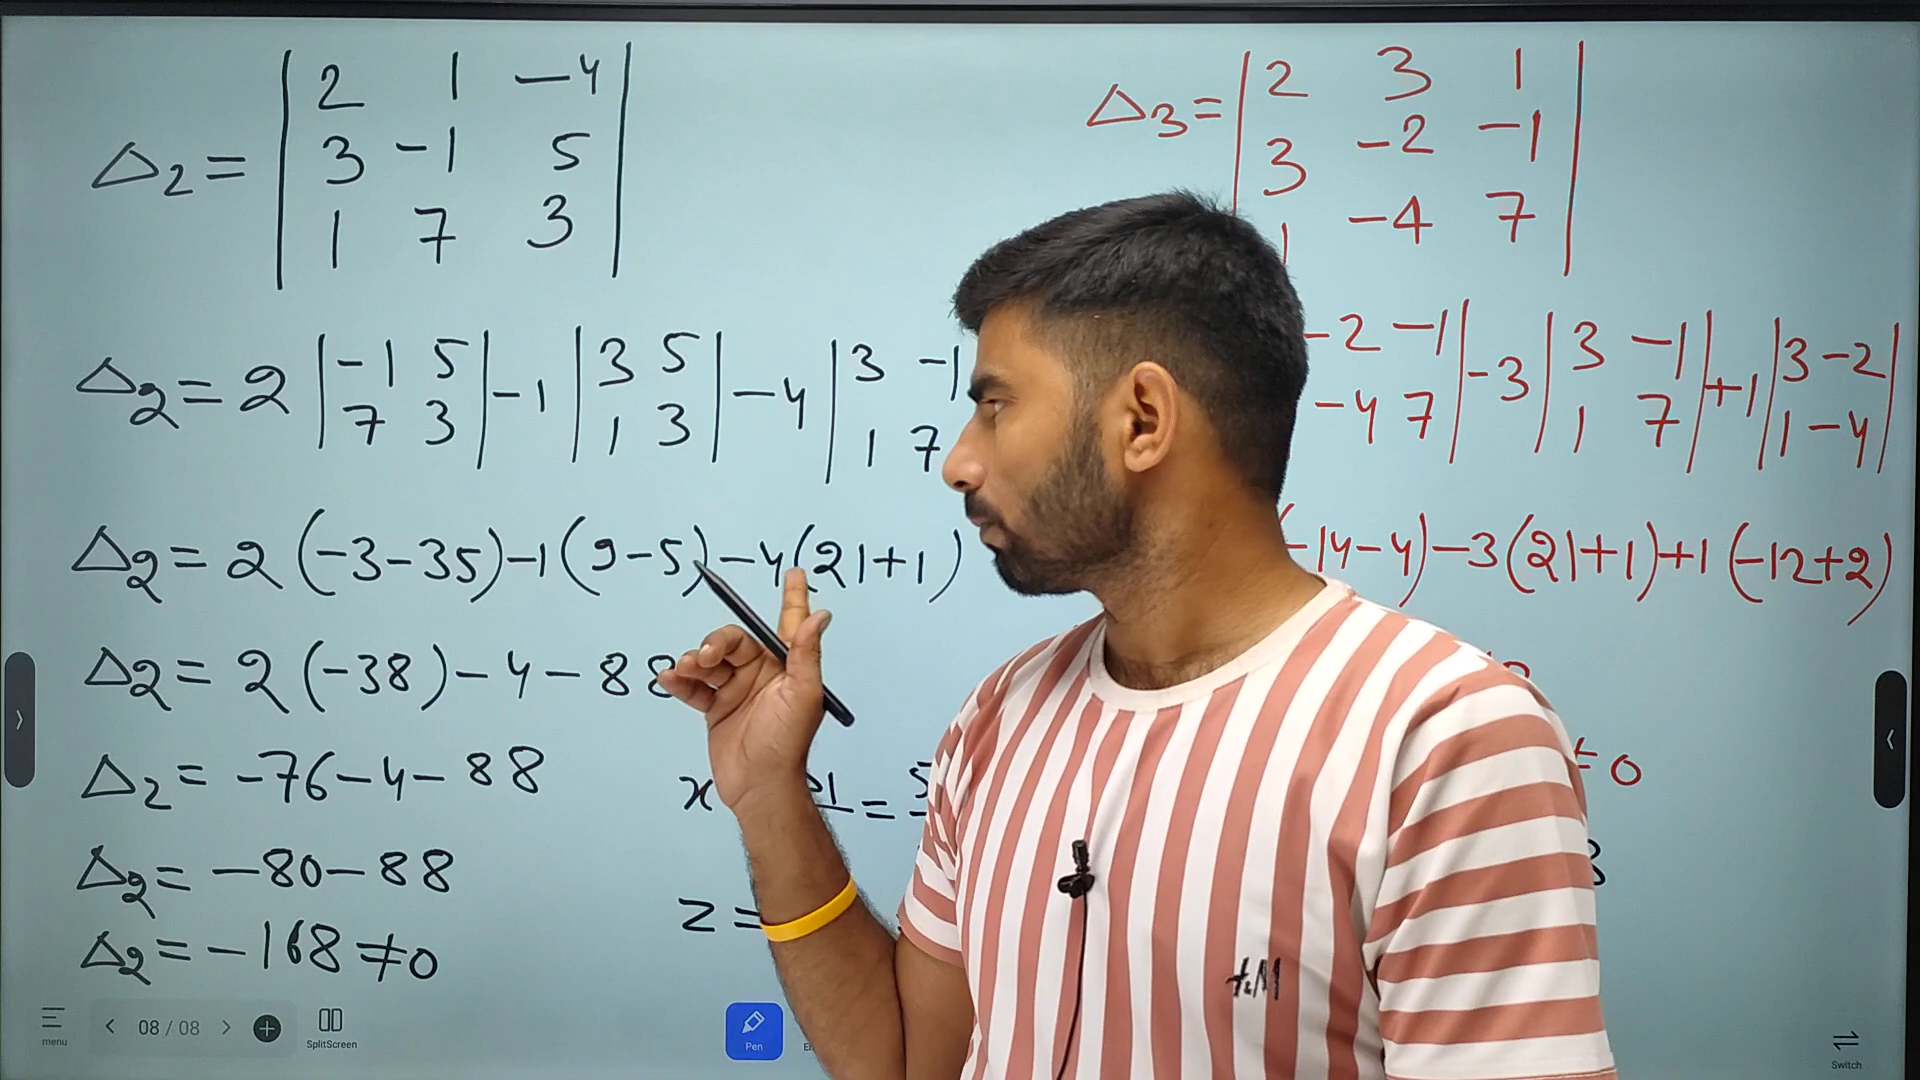 Δ2 = | 2 1 -4 |
| 3 -1 5 |
| 1 7 3 |
Δ2 = 2 | -1 5 | -1 | 3 5 | -4 | 3 -1
| 7 3 | | 1 3 | | 1 7
Δ2 = 2 (-3-35) -1 (9-5) -4 (21+1)
Δ2 = 2 (-38) - 4 - 88
Δ2 = -76 - 4 - 88
Δ2 = -80 - 88
Δ2 = -168 ≠ 0
Δ3 = | 2 3 1 |
| 3 -2 -1 |
| 1 -4 7 |
-2 -1 | -3 | 3 -1 | +1 | 3 -2 |
-4 7 | | 1 7 | | 1 -4 |
(-14-4) -3 (21+1) +1 (-12+2)
≠ 0
x = 5
z =
t.M
menu
08 / 08
SplitScreen
Pen
Switch